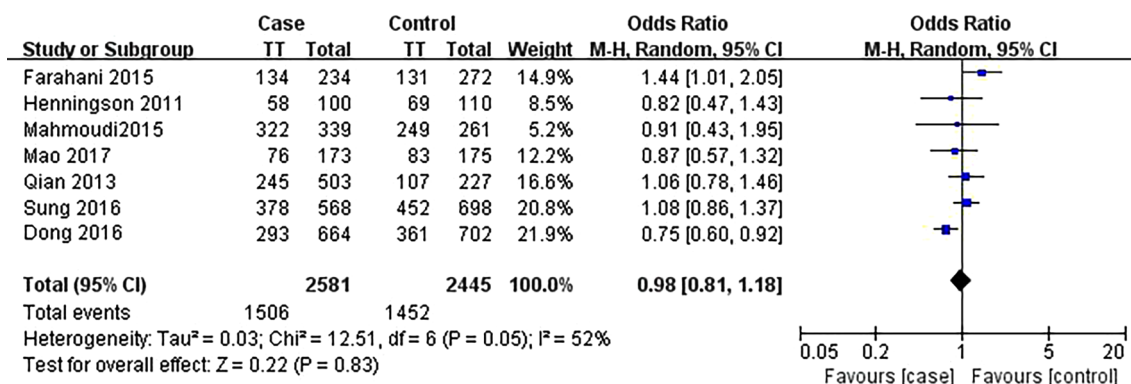 Case Control Odds Ratio Odds Ratio
Study or Subgroup TT Total TT Total Weight M-H, Random, 95% CI M-H, Random, 95% CI
Farahani 2015 134 234 131 272 14.9% 1.44 [1.01, 2.05]
Henningson 2011 58 100 69 110 8.5% 0.82 [0.47, 1.43]
Mahmoudi2015 322 339 249 261 5.2% 0.91 [0.43, 1.95]
Mao 2017 76 173 83 175 12.2% 0.87 [0.57, 1.32]
Qian 2013 245 503 107 227 16.6% 1.06 [0.78, 1.46]
Sung 2016 378 568 452 698 20.8% 1.08 [0.86, 1.37]
Dong 2016 293 664 361 702 21.9% 0.75 [0.60, 0.92]
Total (95% CI) 2581 2445 100.0% 0.98 [0.81, 1.18]
Total events 1506 1452
Heterogeneity: Tau² = 0.03; Chi² = 12.51, df = 6 (P = 0.05); I² = 52%
Test for overall effect: Z = 0.22 (P = 0.83)
0.05 0.2 1 5 20
Favours [case] Favours [control]